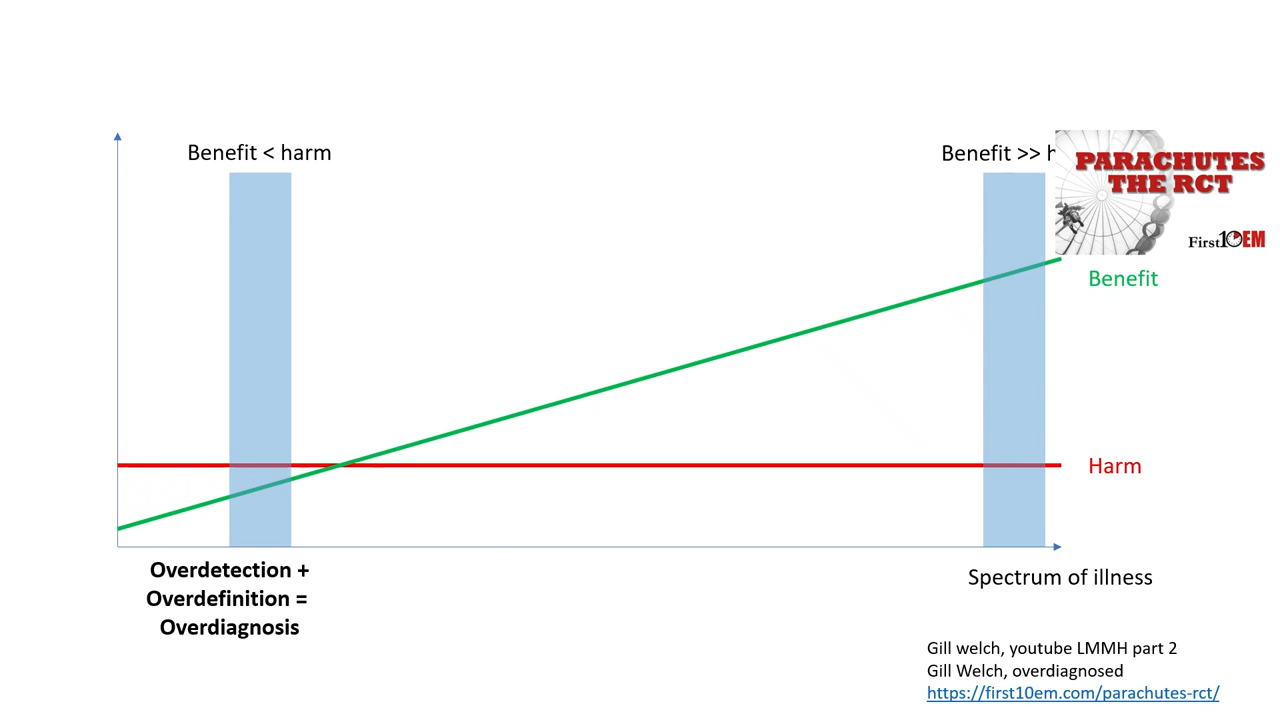 Benefit < harm
Benefit >> h
PARACHUTES
THE RCT
First10EM
Benefit
Harm
Overdetection +
Overdefinition =
Overdiagnosis
Spectrum of illness
Gill welch, youtube LMMH part 2
Gill Welch, overdiagnosed
https://first10em.com/parachutes-rct/